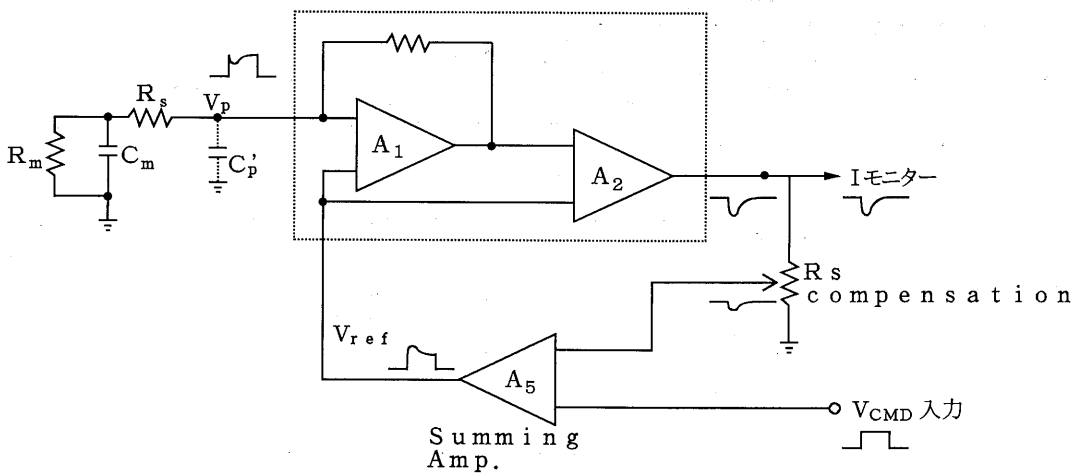 Rs
Vp
A1
Rm
Cm
Cp'
A2
Iモニター
Rs
compensation
Vref
A5
VCMD 入力
Summing
Amp.